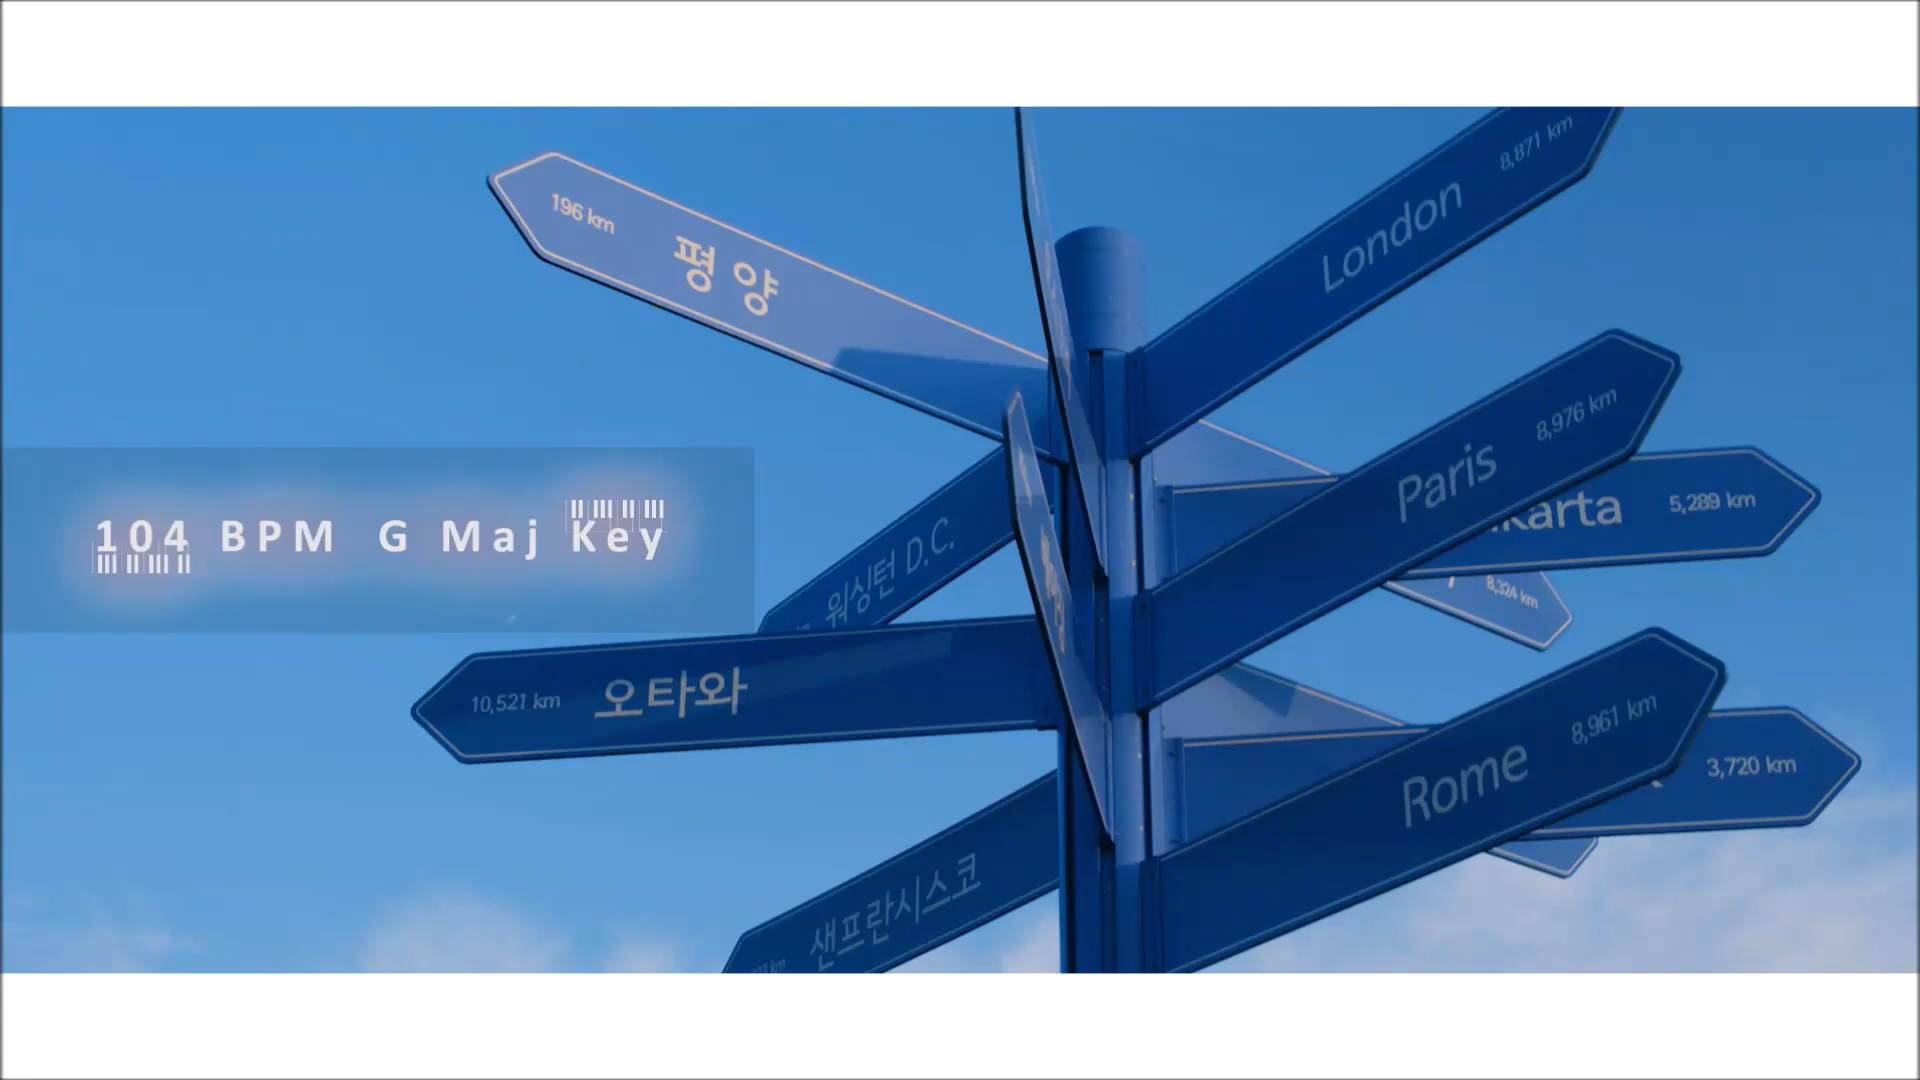 8,871 km
London
196 km
평양
8,976 km
Paris
5,289 km
104 BPM G Maj Key
워싱턴 D.C.
8,324 km
10,521 km 오타와
8,961 km
Rome
3,720 km
샌프란시스코